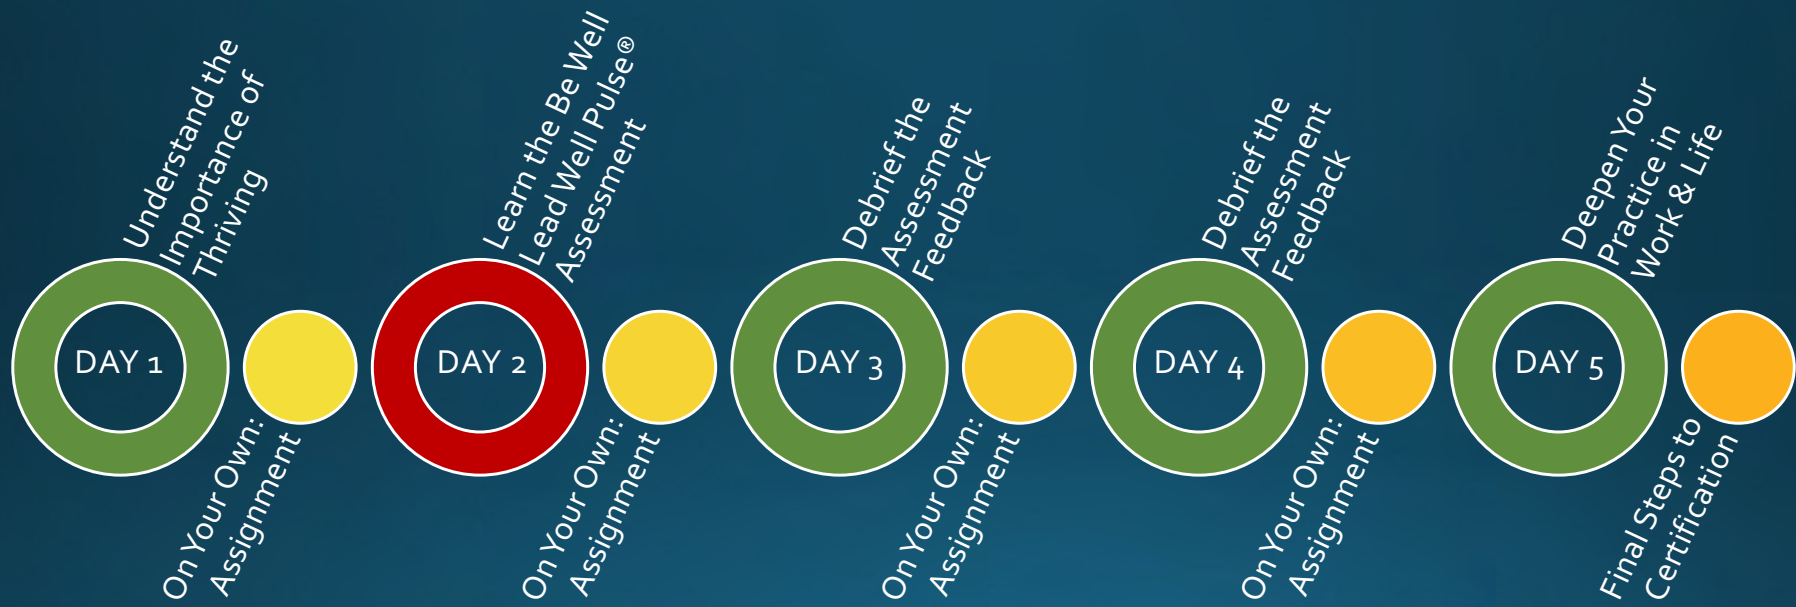 Understand the
Importance of
Thriving
DAY 1
On Your Own:
Assignment
Learn the Be Well
Lead Well Pulse®
Assessment
DAY 2
On Your Own:
Assignment
Debrief the
Assessment
Feedback
DAY 3
On Your Own:
Assignment
Debrief the
Assessment
Feedback
DAY 4
On Your Own:
Assignment
Deepen Your
Practice in
Work & Life
DAY 5
Final Steps to
Certification